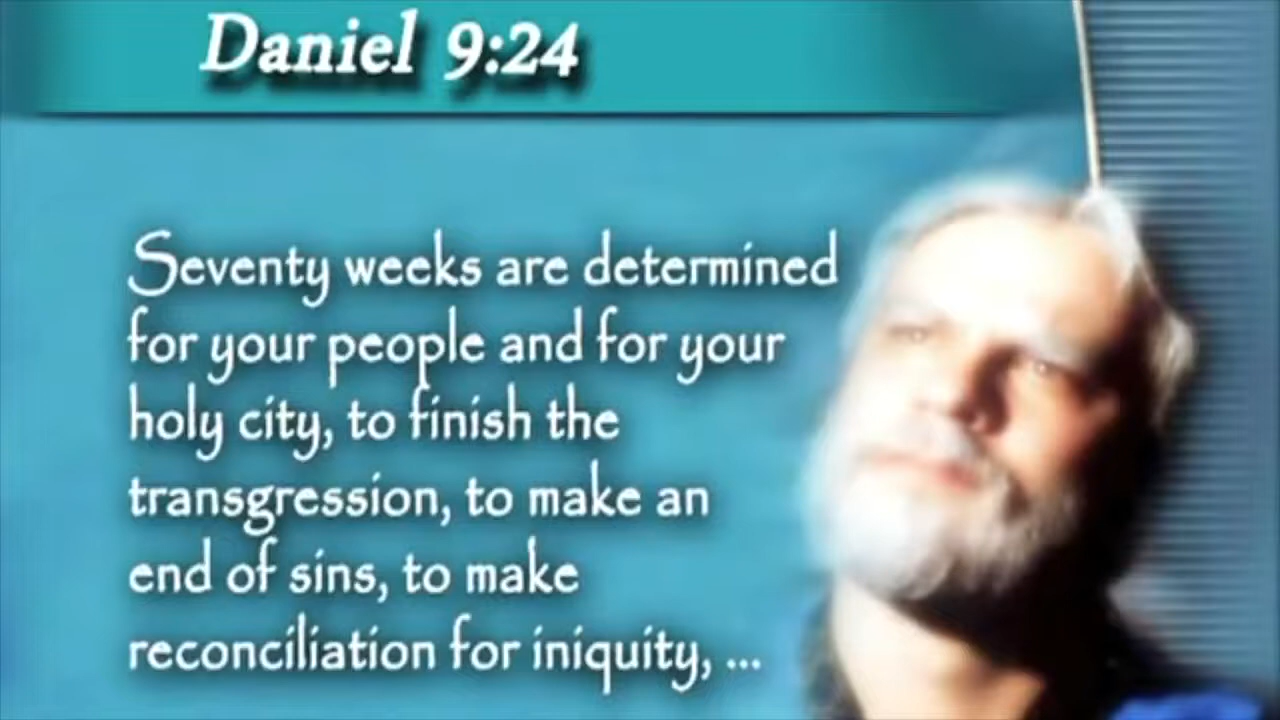 Daniel 9:24
Seventy weeks are determined
for your people and for your
holy city, to finish the
transgression, to make an
end of sins, to make
reconciliation for iniquity, ...